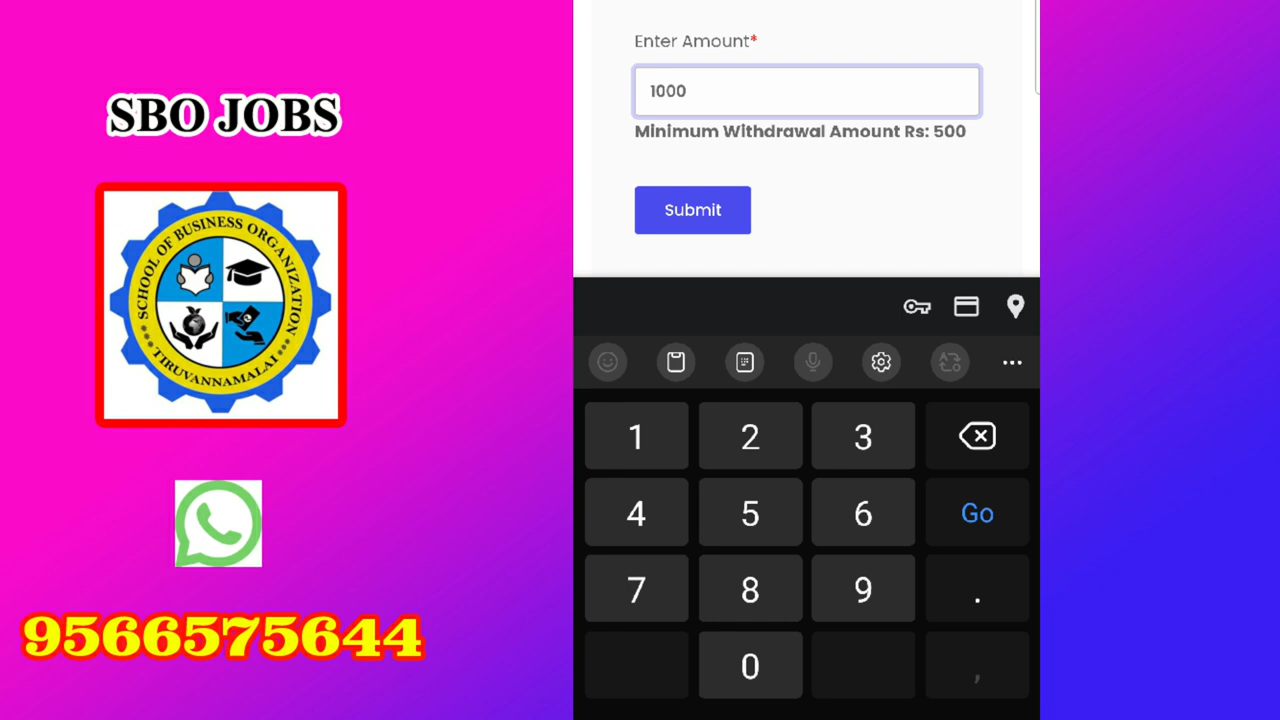 SBO JOBS
SCHOOL OF BUSINESS ORGANIZATION
*** TIRUVANNAMALAI ***
9566575644
Enter Amount*
1000
Minimum Withdrawal Amount Rs: 500
Submit
1 2 3
4 5 6 Go
7 8 9 .
0 ,